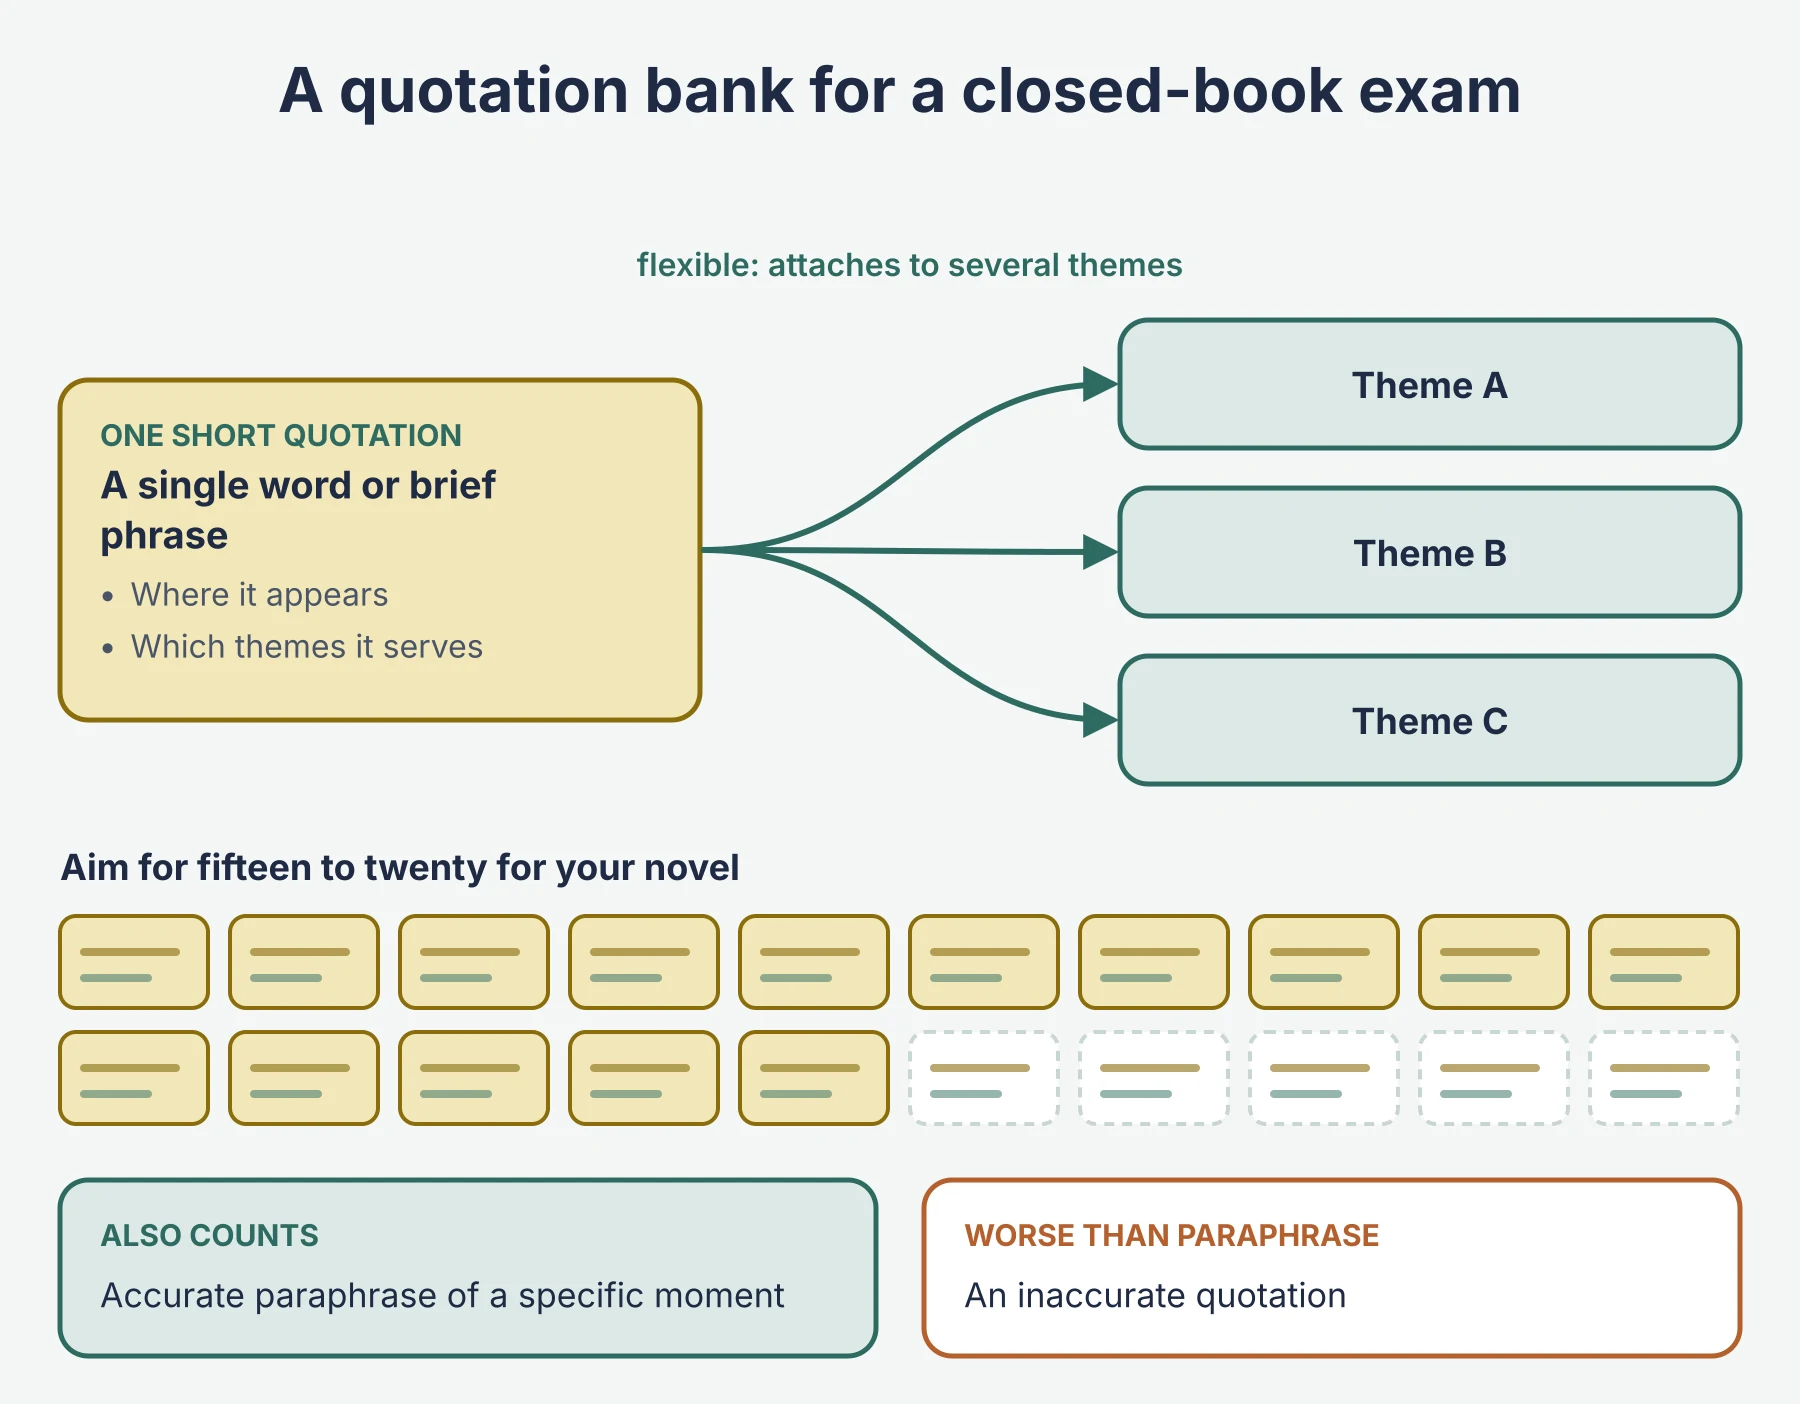 A quotation bank for a closed-book exam
flexible: attaches to several themes
ONE SHORT QUOTATION
A single word or brief
phrase
• Where it appears
• Which themes it serves
Theme A
Theme B
Theme C
Aim for fifteen to twenty for your novel
ALSO COUNTS
Accurate paraphrase of a specific moment
WORSE THAN PARAPHRASE
An inaccurate quotation